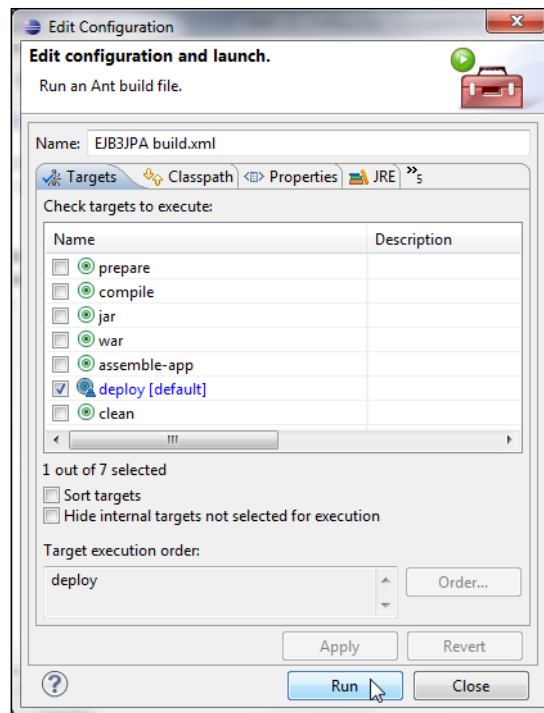 Edit Configuration
Edit configuration and launch.
Run an Ant build file.
Name: EJB3JPA build.xml
Targets Classpath Properties JRE »5
Check targets to execute:
Name Description
prepare
compile
jar
war
assemble-app
deploy [default]
clean
1 out of 7 selected
Sort targets
Hide internal targets not selected for execution
Target execution order:
deploy Order...
Apply Revert
? Run Close